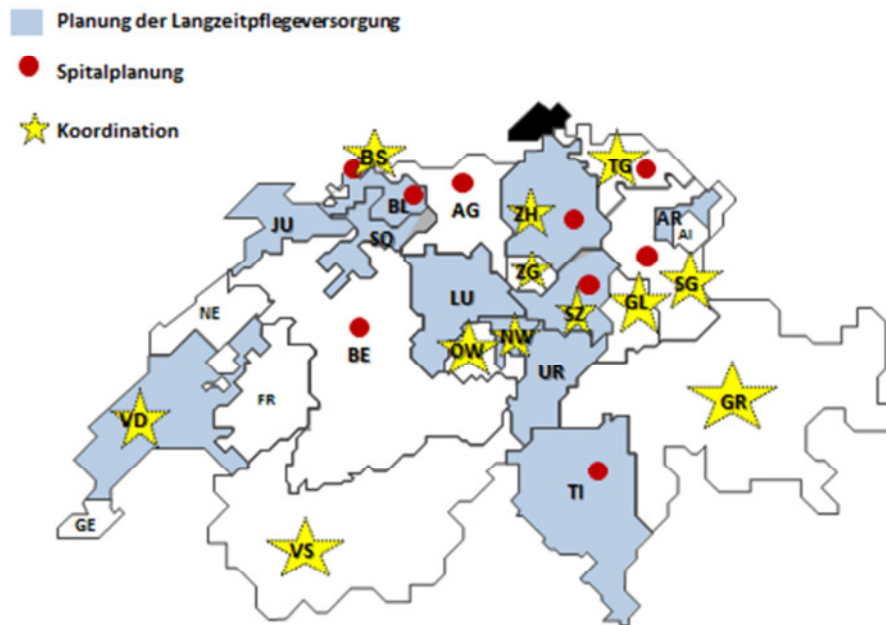 Planung der Langzeitpflegeversorgung
Spitalplanung
Koordination
BS
TG
BL
AG
ZH
AR
AI
JU
SO
ZG
SG
LU
SZ
GL
NE
BE
OW
NW
UR
FR
GR
VD
TI
GE
VS